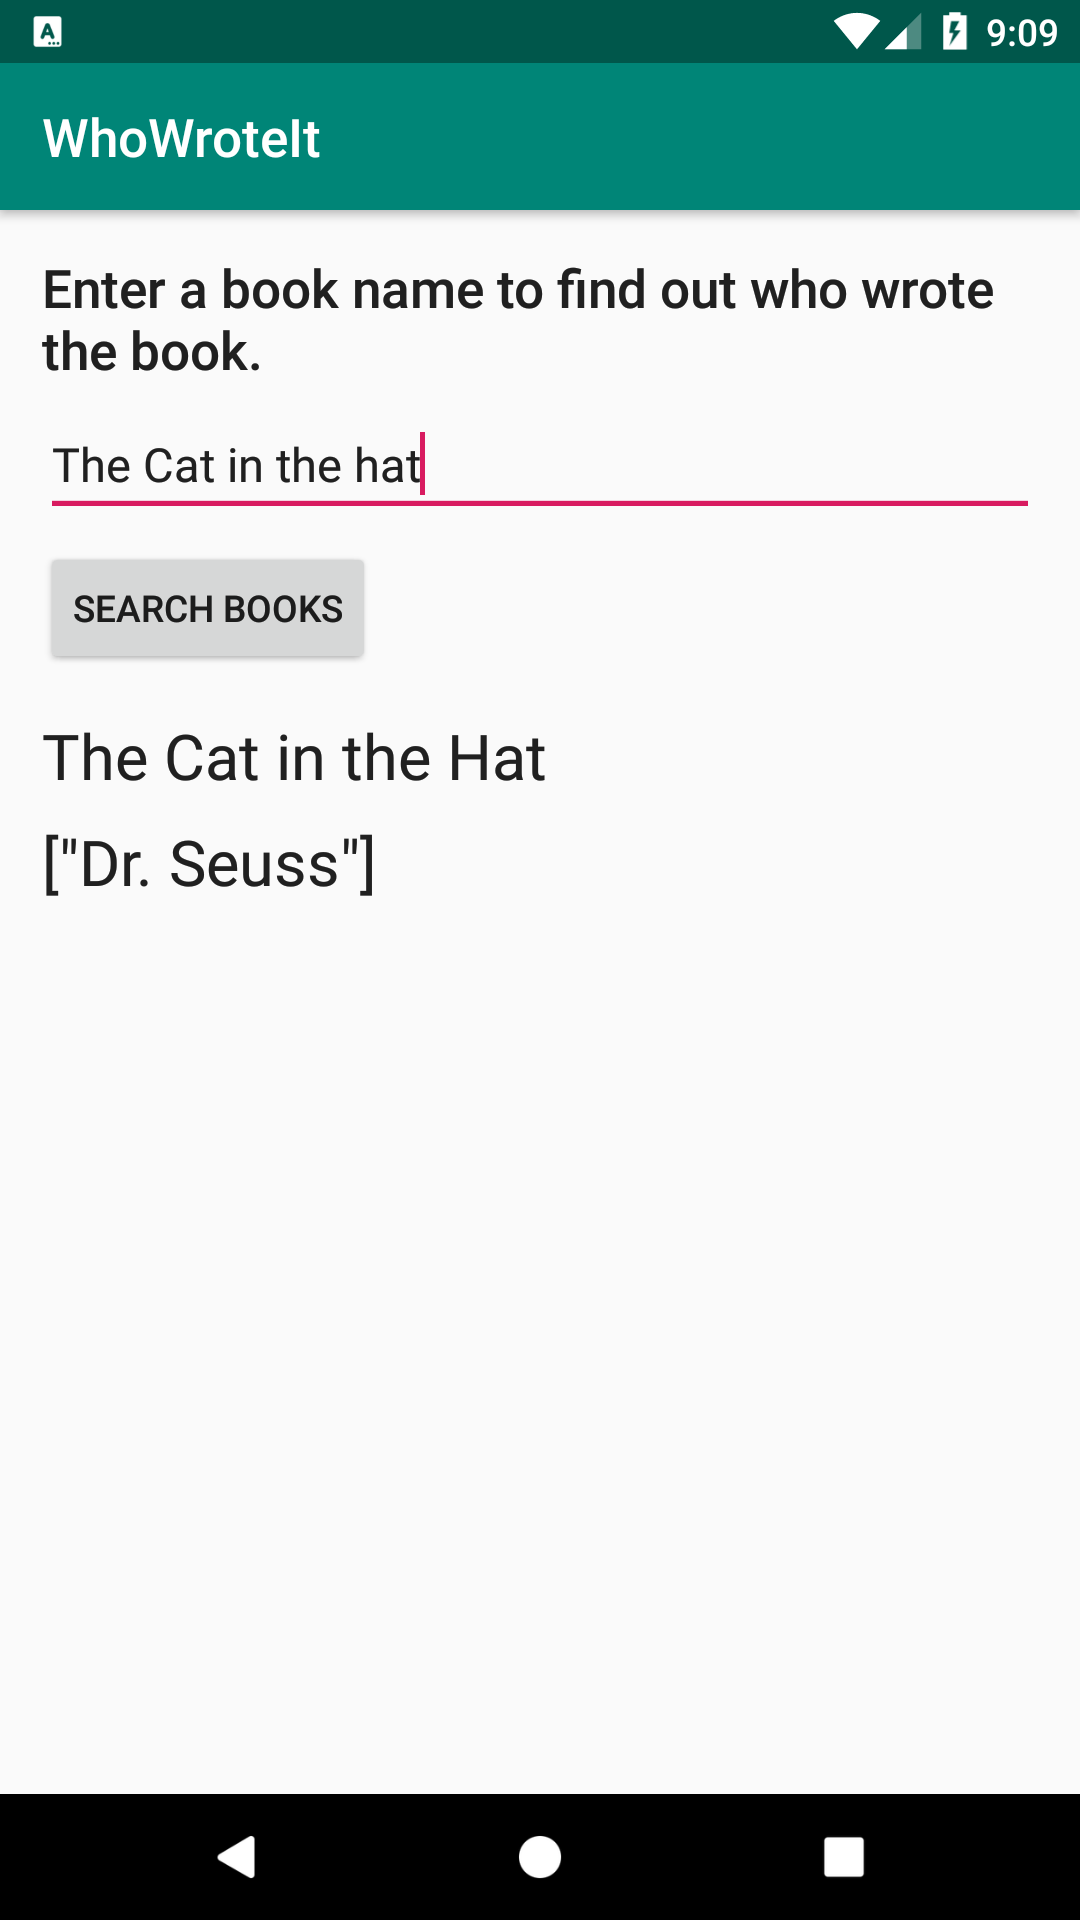 9:09
WhoWroteIt
Enter a book name to find out who wrote
the book.
The Cat in the hat
SEARCH BOOKS
The Cat in the Hat
["Dr. Seuss"]